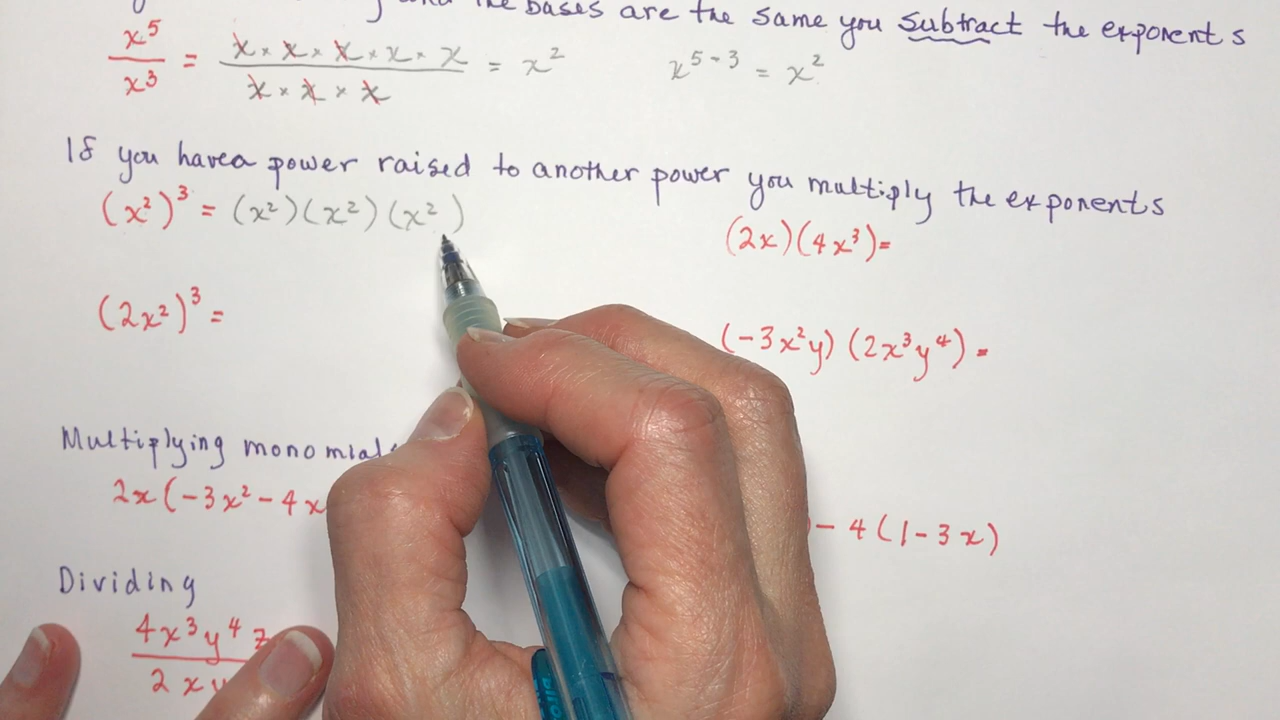 the bases are the same you subtract the exponents
x⁵/x³ = x × x × x × x × x / x × x × x = x² x⁵⁻³ = x²
If you have a power raised to another power you multiply the exponents
(x²)³ = (x²)(x²)(x²)
(2x)(4x³)=
(2x²)³ =
(-3x²y)(2x³y⁴) =
Multiplying monomials
2x(-3x² - 4x
- 4(1-3x)
Dividing
4x³y⁴z
2xy